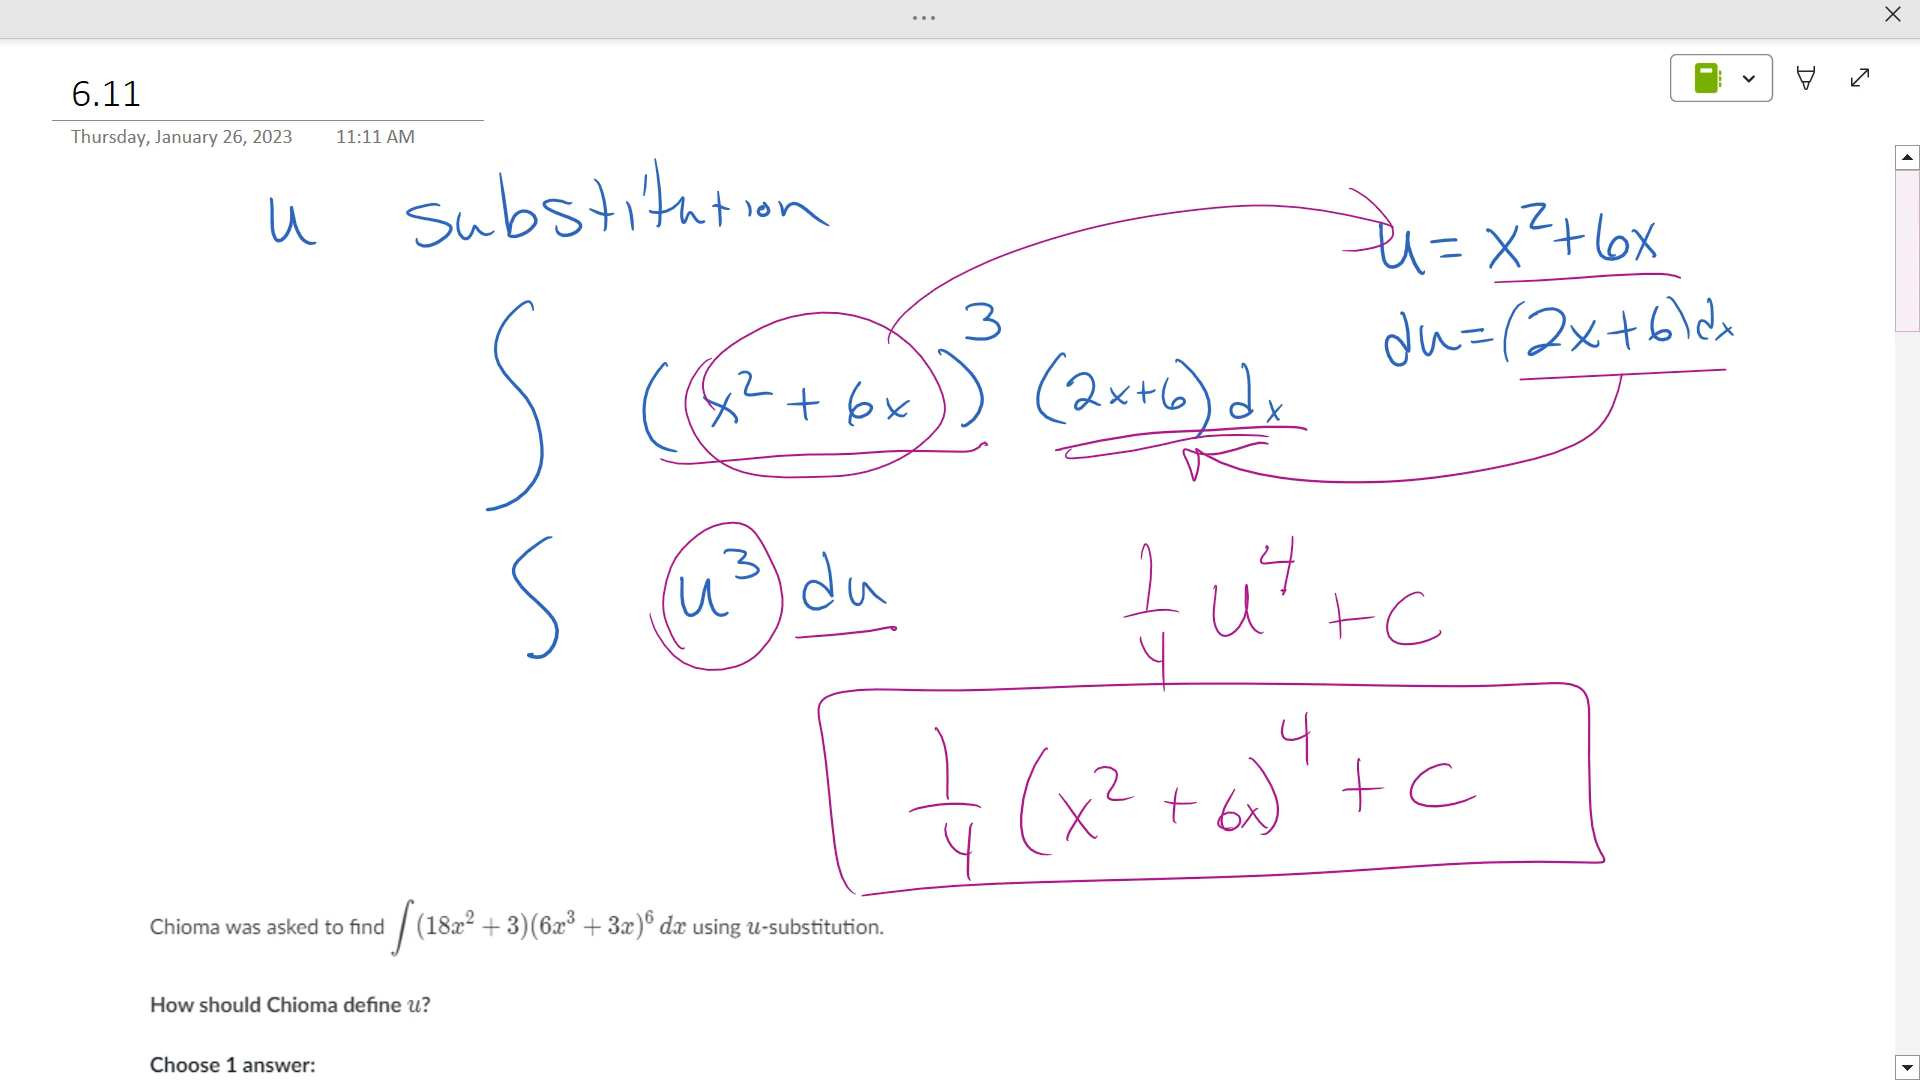 6.11
Thursday, January 26, 2023 11:11 AM
u substitution
u = x²+6x
du=(2x+6)dx
∫ (x² + 6x)³ (2x+6) dx
∫ u³ du
1/4 u⁴ + C
1/4 (x² + 6x)⁴ + C
Chioma was asked to find ∫(18x² + 3)(6x³ + 3x)⁶ dx using u-substitution.
How should Chioma define u?
Choose 1 answer: